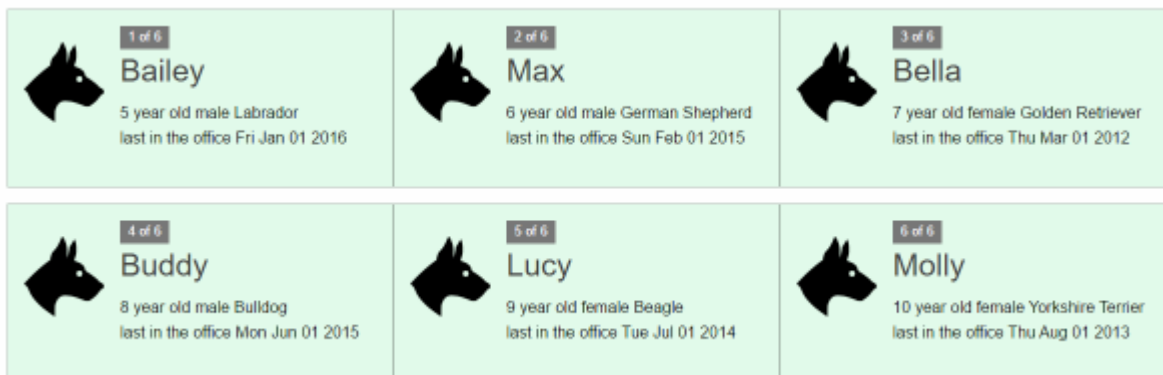 1 of 6
Bailey
5 year old male Labrador
last in the office Fri Jan 01 2016
2 of 6
Max
6 year old male German Shepherd
last in the office Sun Feb 01 2015
3 of 6
Bella
7 year old female Golden Retriever
last in the office Thu Mar 01 2012
4 of 6
Buddy
8 year old male Bulldog
last in the office Mon Jun 01 2015
5 of 6
Lucy
9 year old female Beagle
last in the office Tue Jul 01 2014
6 of 6
Molly
10 year old female Yorkshire Terrier
last in the office Thu Aug 01 2013